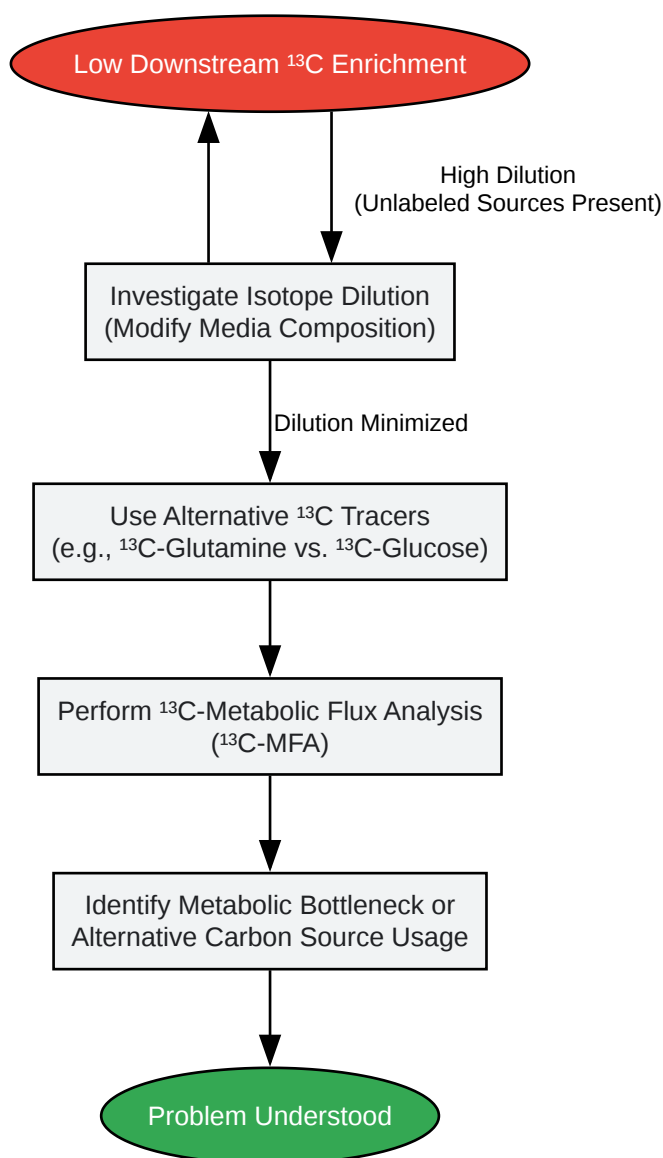 Low Downstream ¹³C Enrichment
High Dilution
(Unlabeled Sources Present)
Investigate Isotope Dilution
(Modify Media Composition)
Dilution Minimized
Use Alternative ¹³C Tracers
(e.g., ¹³C-Glutamine vs. ¹³C-Glucose)
Perform ¹³C-Metabolic Flux Analysis
(¹³C-MFA)
Identify Metabolic Bottleneck or
Alternative Carbon Source Usage
Problem Understood